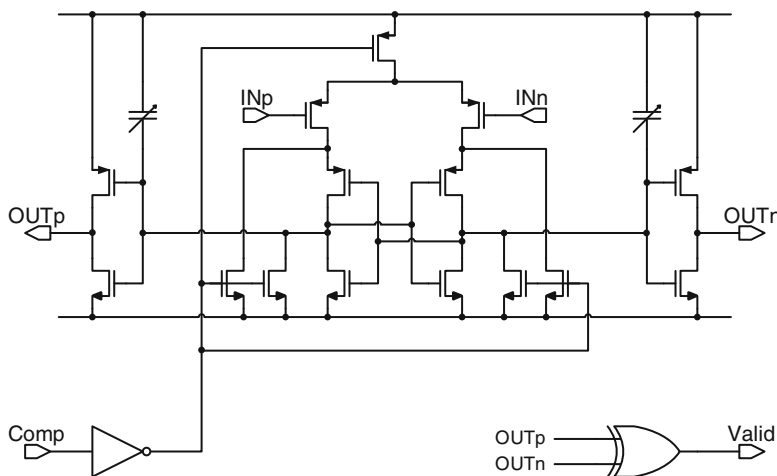 INp
INn
OUTp
OUTn
Comp
OUTp
OUTn
Valid